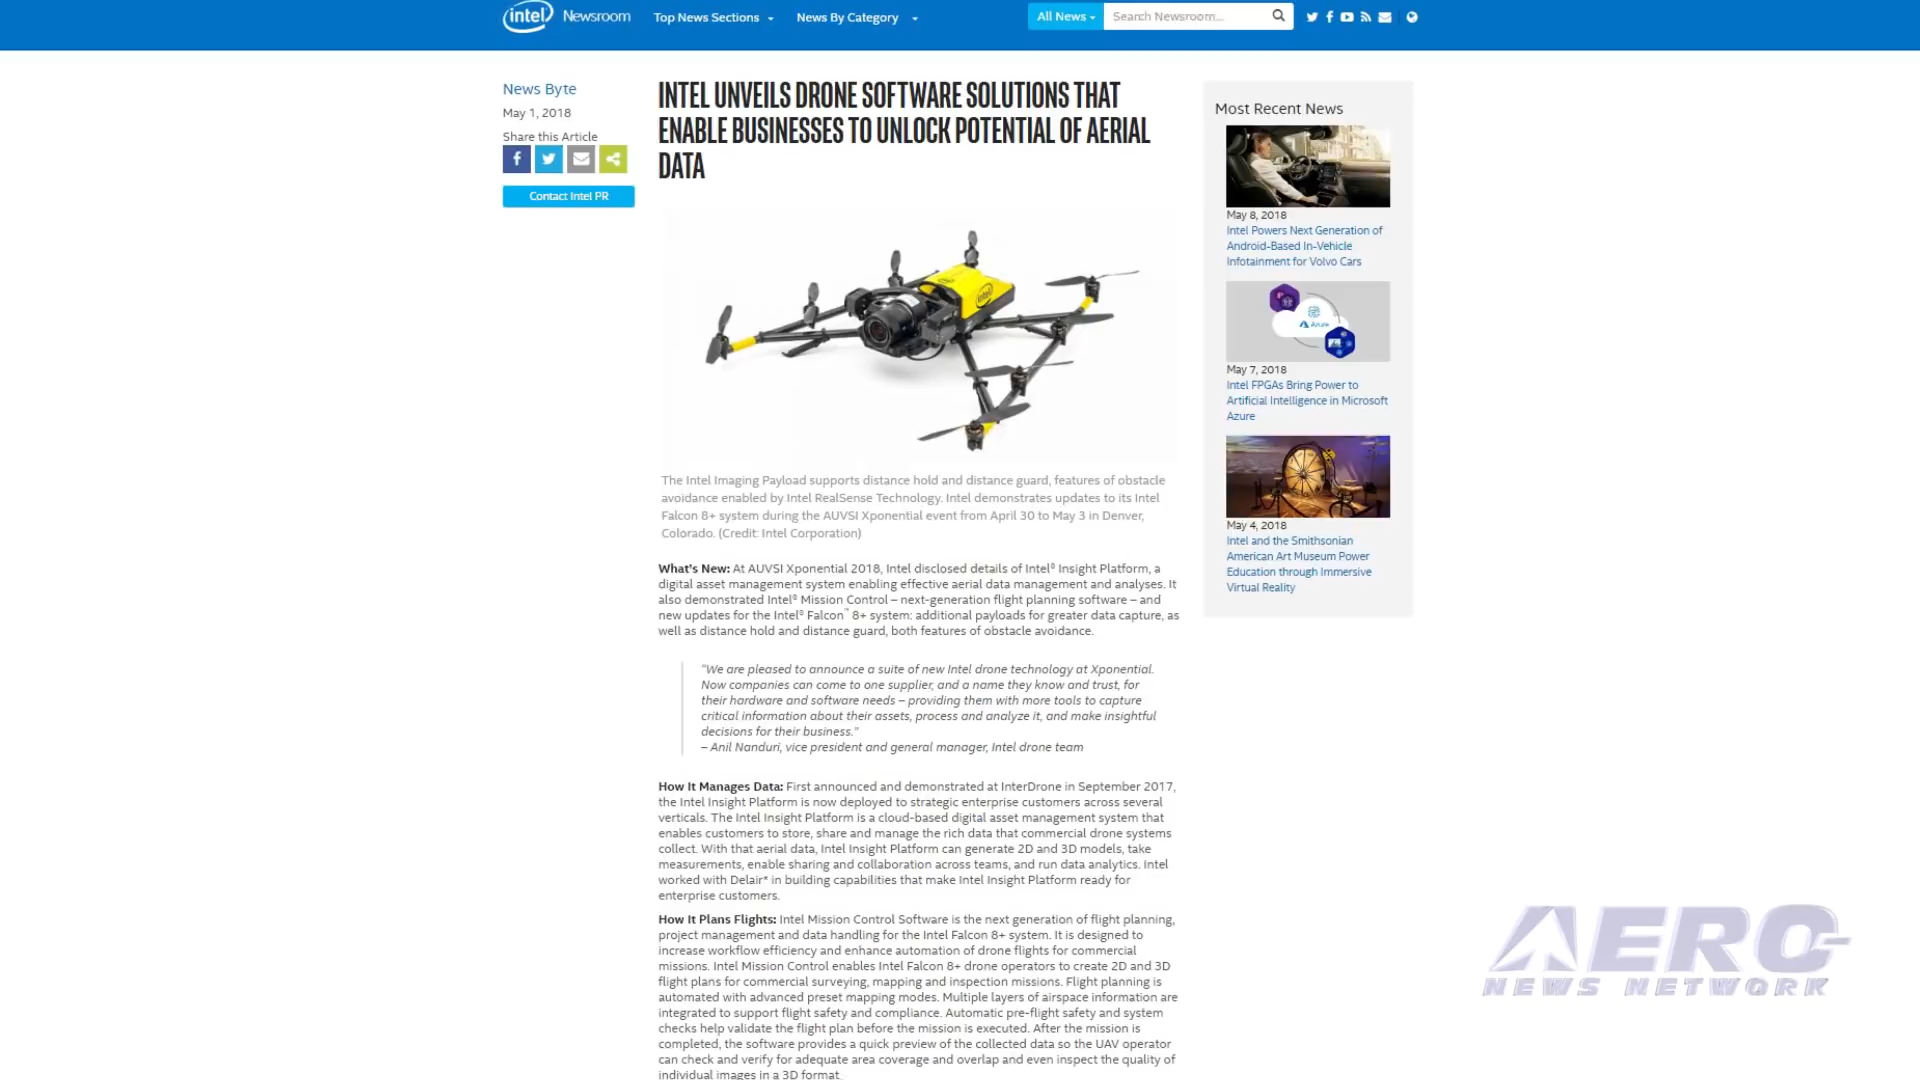 intel Newsroom Top News Sections News By Category All News Search Newsroom...
News Byte
May 1, 2018
Share this Article
Contact Intel PR
INTEL UNVEILS DRONE SOFTWARE SOLUTIONS THAT
ENABLE BUSINESSES TO UNLOCK POTENTIAL OF AERIAL
DATA
intel
The Intel Imaging Payload supports distance hold and distance guard, features of obstacle
avoidance enabled by Intel RealSense Technology. Intel demonstrates updates to its Intel
Falcon 8+ system during the AUVSI Xponential event from April 30 to May 3 in Denver,
Colorado. (Credit: Intel Corporation)
What's New: At AUVSI Xponential 2018, Intel disclosed details of Intel® Insight Platform, a
digital asset management system enabling effective aerial data management and analyses. It
also demonstrated Intel® Mission Control – next-generation flight planning software – and
new updates for the Intel® Falcon™ 8+ system: additional payloads for greater data capture, as
well as distance hold and distance guard, both features of obstacle avoidance.
"We are pleased to announce a suite of new Intel drone technology at Xponential.
Now companies can come to one supplier, and a name they know and trust, for
their hardware and software needs – providing them with more tools to capture
critical information about their assets, process and analyze it, and make insightful
decisions for their business."
– Anil Nanduri, vice president and general manager, Intel drone team
How It Manages Data: First announced and demonstrated at InterDrone in September 2017,
the Intel Insight Platform is now deployed to strategic enterprise customers across several
verticals. The Intel Insight Platform is a cloud-based digital asset management system that
enables customers to store, share and manage the rich data that commercial drone systems
collect. With that aerial data, Intel Insight Platform can generate 2D and 3D models, take
measurements, enable sharing and collaboration across teams, and run data analytics. Intel
worked with Delair* in building capabilities that make Intel Insight Platform ready for
enterprise customers.
How It Plans Flights: Intel Mission Control Software is the next generation of flight planning,
project management and data handling for the Intel Falcon 8+ system. It is designed to
increase workflow efficiency and enhance automation of drone flights for commercial
missions. Intel Mission Control enables Intel Falcon 8+ drone operators to create 2D and 3D
flight plans for commercial surveying, mapping and inspection missions. Flight planning is
automated with advanced preset mapping modes. Multiple layers of airspace information are
integrated to support flight safety and compliance. Automatic pre-flight safety and system
checks help validate the flight plan before the mission is executed. After the mission is
completed, the software provides a quick preview of the collected data so the UAV operator
can check and verify for adequate area coverage and overlap and even inspect the quality of
individual images in a 3D format.
Most Recent News
May 8, 2018
Intel Powers Next Generation of
Android-Based In-Vehicle
Infotainment for Volvo Cars
Azure
May 7, 2018
Intel FPGAs Bring Power to
Artificial Intelligence in Microsoft
Azure
May 4, 2018
Intel and the Smithsonian
American Art Museum Power
Education through Immersive
Virtual Reality
AERO-
NEWS NETWORK